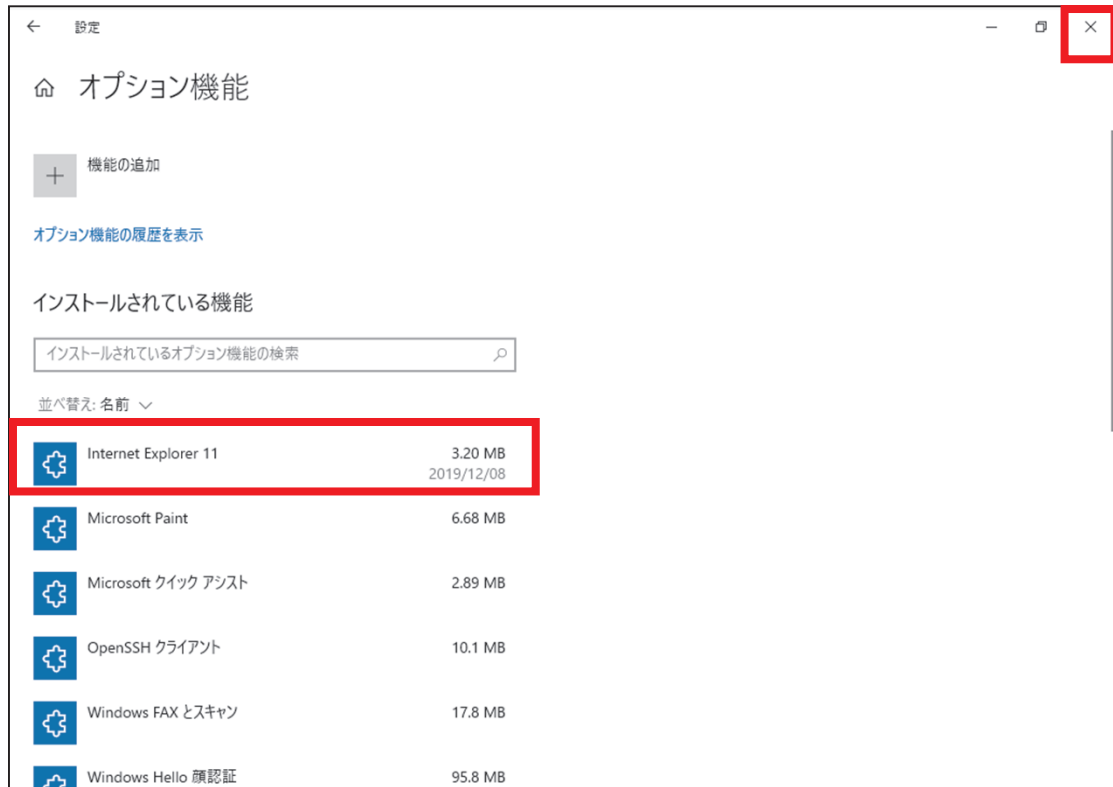 設定
オプション機能
機能の追加
オプション機能の履歴を表示
インストールされている機能
インストールされているオプション機能の検索
並べ替え: 名前
Internet Explorer 11 3.20 MB
2019/12/08
Microsoft Paint 6.68 MB
Microsoft クイック アシスト 2.89 MB
OpenSSH クライアント 10.1 MB
Windows FAX とスキャン 17.8 MB
Windows Hello 顔認証 95.8 MB